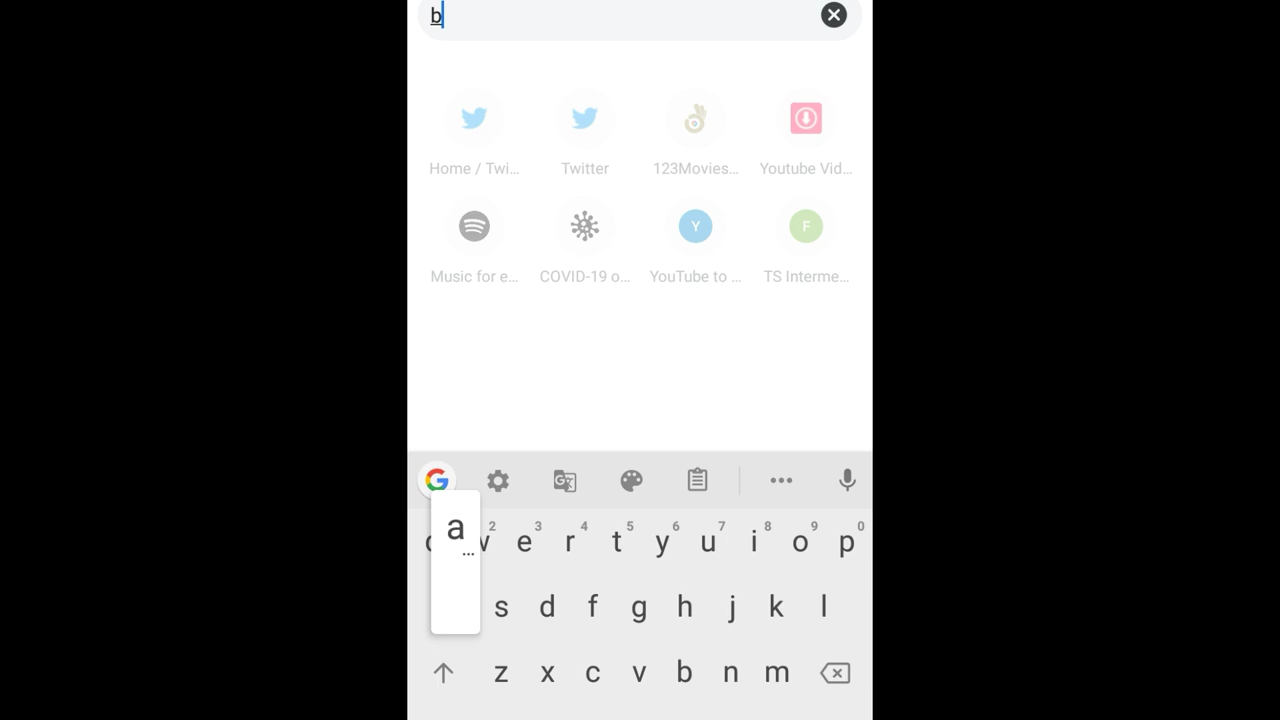 b
Home / Twi...
Twitter
123Movies...
Youtube Vid...
Music for e...
COVID-19 o...
Y
YouTube to ...
F
TS Interme...
G
a
...
2 3 4 5 6 7 8 9 0
e r t y u i o p
s d f g h j k l
z x c v b n m